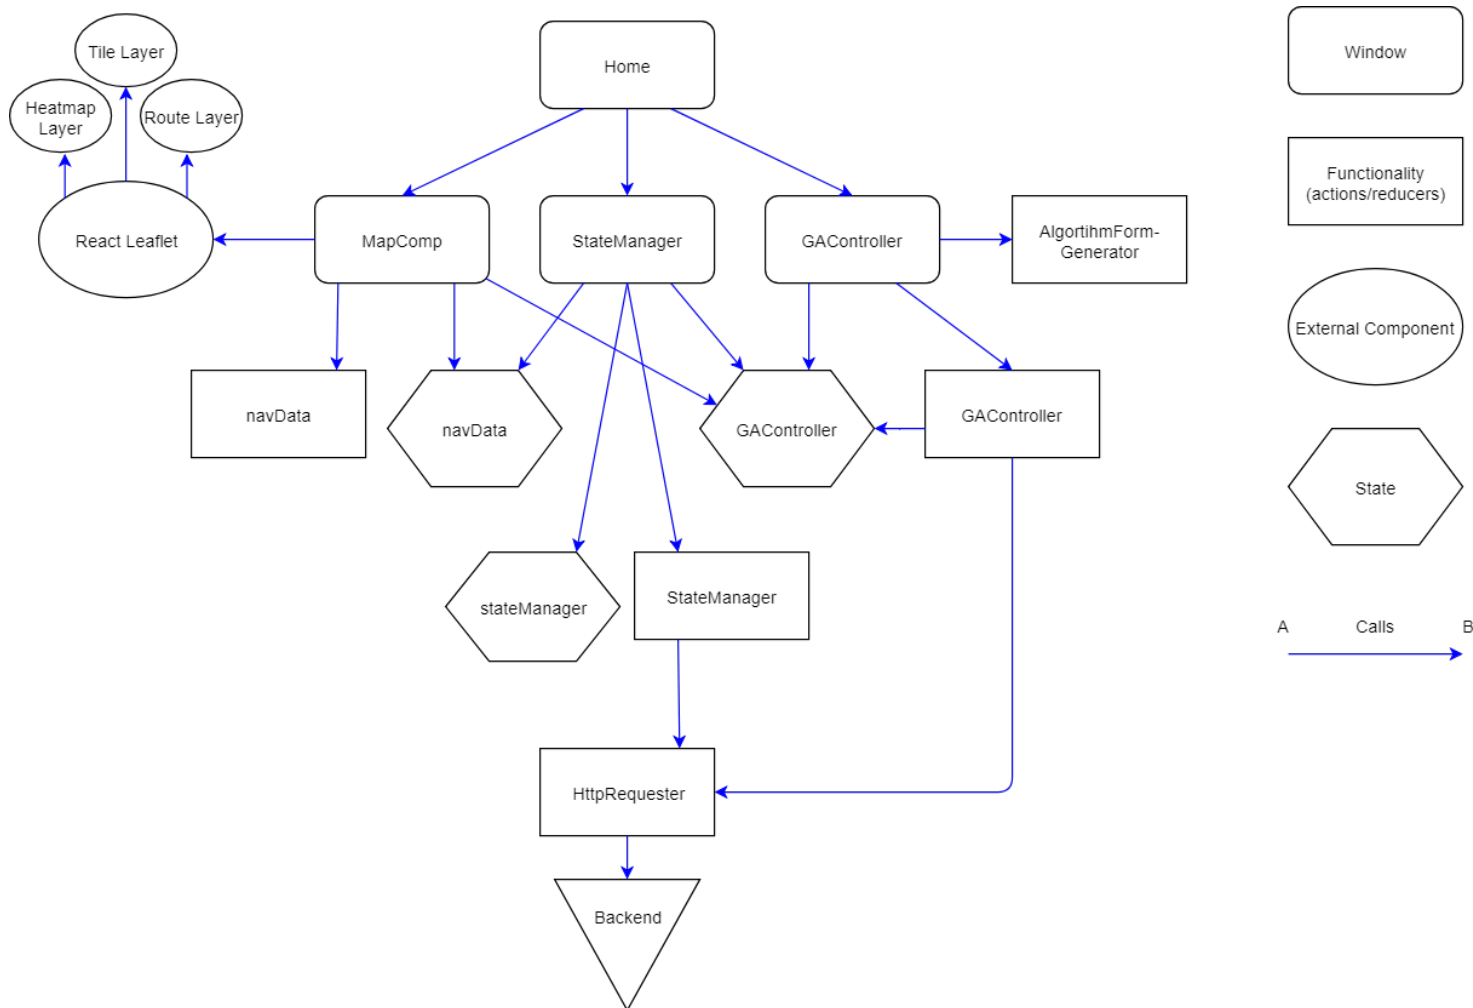 Tile Layer
Home
Window
Heatmap
Layer
Route Layer
Functionality
(actions/reducers)
React Leaflet
MapComp
StateManager
GAController
AlgortihmForm-
Generator
External Component
navData
navData
GAController
GAController
State
stateManager
StateManager
A Calls B
HttpRequester
Backend